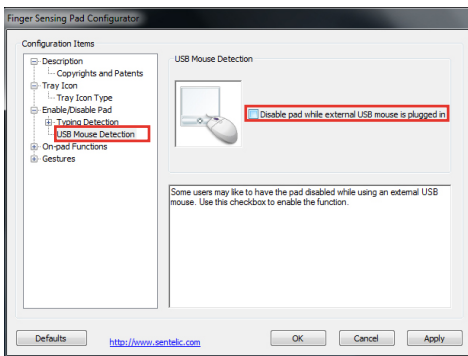 Finger Sensing Pad Configurator
Configuration Items
Description
Copyrights and Patents
Tray Icon
Tray Icon Type
Enable/Disable Pad
Typing Detection
USB Mouse Detection
On-pad Functions
Gestures
USB Mouse Detection
Disable pad while external USB mouse is plugged in
Some users may like to have the pad disabled while using an external USB
mouse. Use this checkbox to enable the function.
Defaults
http://www.sentelic.com
OK
Cancel
Apply